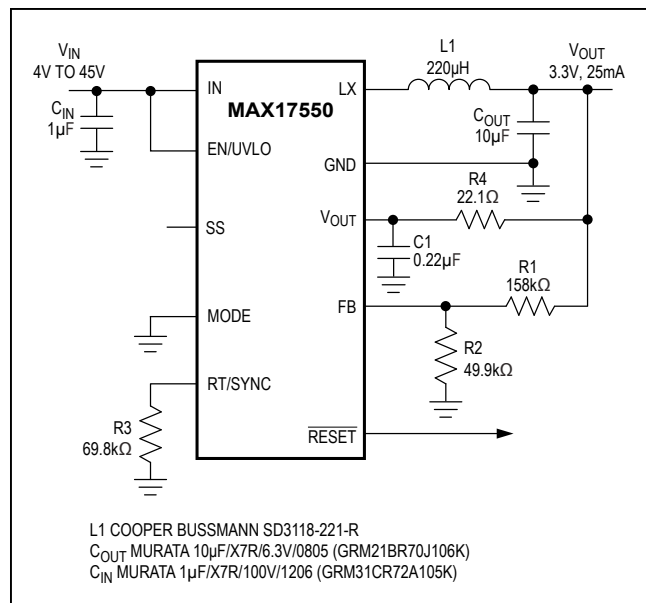 V_IN
4V TO 45V
C_IN
1µF
IN
EN/UVLO
SS
MODE
RT/SYNC
R3
69.8kΩ
MAX17550
LX
GND
V_OUT
FB
RESET
L1
220µH
V_OUT
3.3V, 25mA
C_OUT
10µF
R4
22.1Ω
C1
0.22µF
R1
158kΩ
R2
49.9kΩ
L1 COOPER BUSSMANN SD3118-221-R
C_OUT MURATA 10µF/X7R/6.3V/0805 (GRM21BR70J106K)
C_IN MURATA 1µF/X7R/100V/1206 (GRM31CR72A105K)